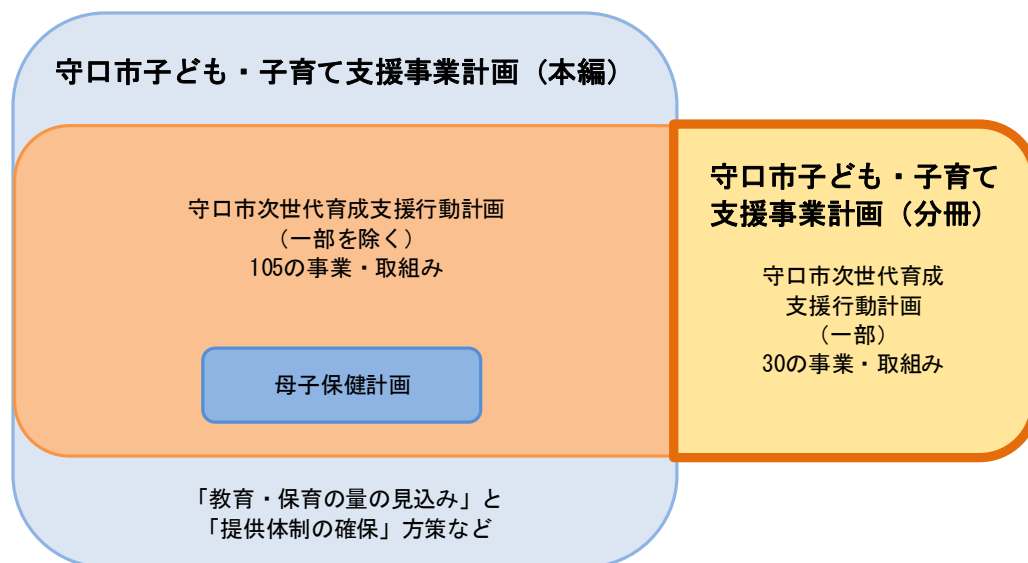 守口市子ども・子育て支援事業計画（本編）
守口市次世代育成支援行動計画
（一部を除く）
105の事業・取組み
母子保健計画
「教育・保育の量の見込み」と
「提供体制の確保」方策など
守口市子ども・子育て
支援事業計画（分冊）
守口市次世代育成
支援行動計画
（一部）
30の事業・取組み